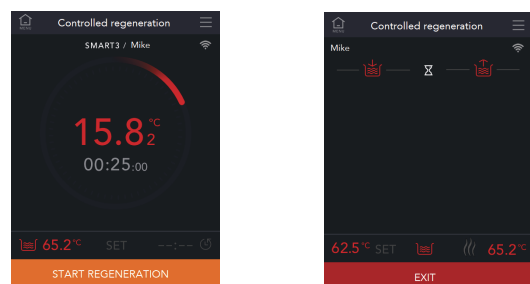 Controlled regeneration
MENU
SMART3 / Mike
15.8 °C
2
00:25:00
65.2°C SET --:--
START REGENERATION
Controlled regeneration
MENU
Mike
62.5°C SET 65.2°C
EXIT